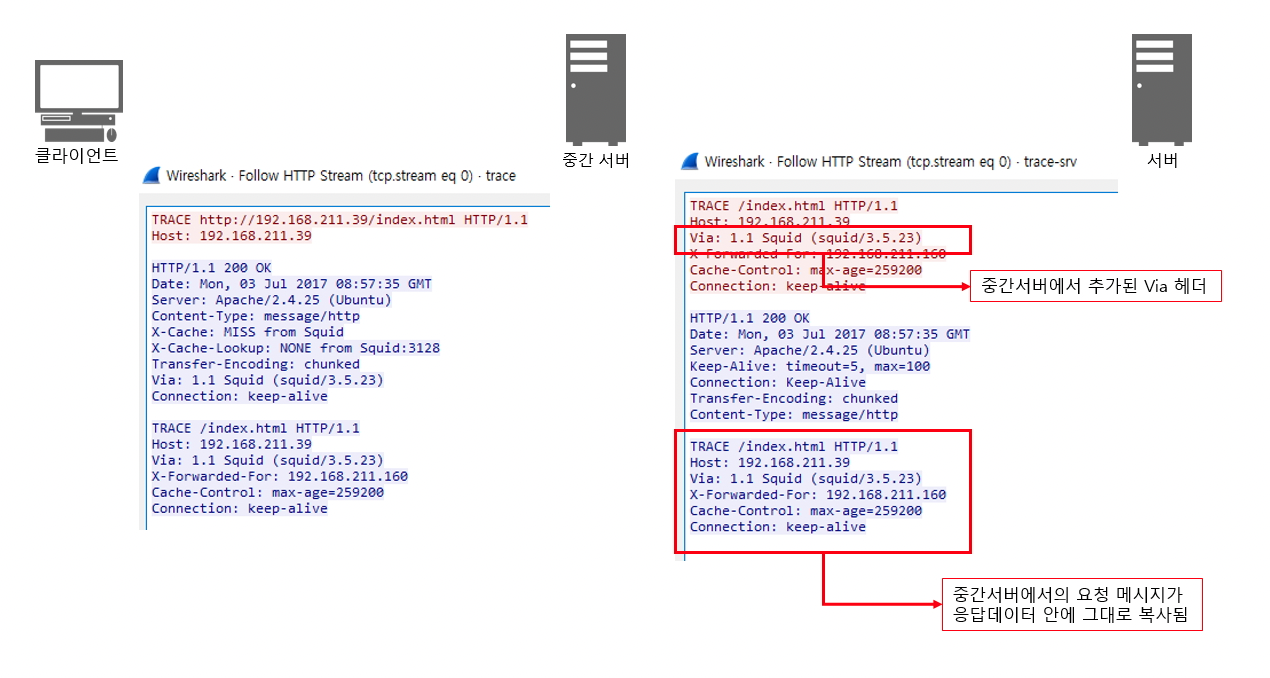 클라이언트
중간 서버
서버
Wireshark · Follow HTTP Stream (tcp.stream eq 0) · trace
TRACE http://192.168.211.39/index.html HTTP/1.1
Host: 192.168.211.39
HTTP/1.1 200 OK
Date: Mon, 03 Jul 2017 08:57:35 GMT
Server: Apache/2.4.25 (Ubuntu)
Content-Type: message/http
X-Cache: MISS from Squid
X-Cache-Lookup: NONE from Squid:3128
Transfer-Encoding: chunked
Via: 1.1 Squid (squid/3.5.23)
Connection: keep-alive
TRACE /index.html HTTP/1.1
Host: 192.168.211.39
Via: 1.1 Squid (squid/3.5.23)
X-Forwarded-For: 192.168.211.160
Cache-Control: max-age=259200
Connection: keep-alive
Wireshark · Follow HTTP Stream (tcp.stream eq 0) · trace-srv
TRACE /index.html HTTP/1.1
Host: 192.168.211.39
Via: 1.1 Squid (squid/3.5.23)
X-Forwarded-For: 192.168.211.160
Cache-Control: max-age=259200
Connection: keep-alive
중간서버에서 추가된 Via 헤더
HTTP/1.1 200 OK
Date: Mon, 03 Jul 2017 08:57:35 GMT
Server: Apache/2.4.25 (Ubuntu)
Keep-Alive: timeout=5, max=100
Connection: Keep-Alive
Transfer-Encoding: chunked
Content-Type: message/http
TRACE /index.html HTTP/1.1
Host: 192.168.211.39
Via: 1.1 Squid (squid/3.5.23)
X-Forwarded-For: 192.168.211.160
Cache-Control: max-age=259200
Connection: keep-alive
중간서버에서의 요청 메시지가
응답데이터 안에 그대로 복사됨